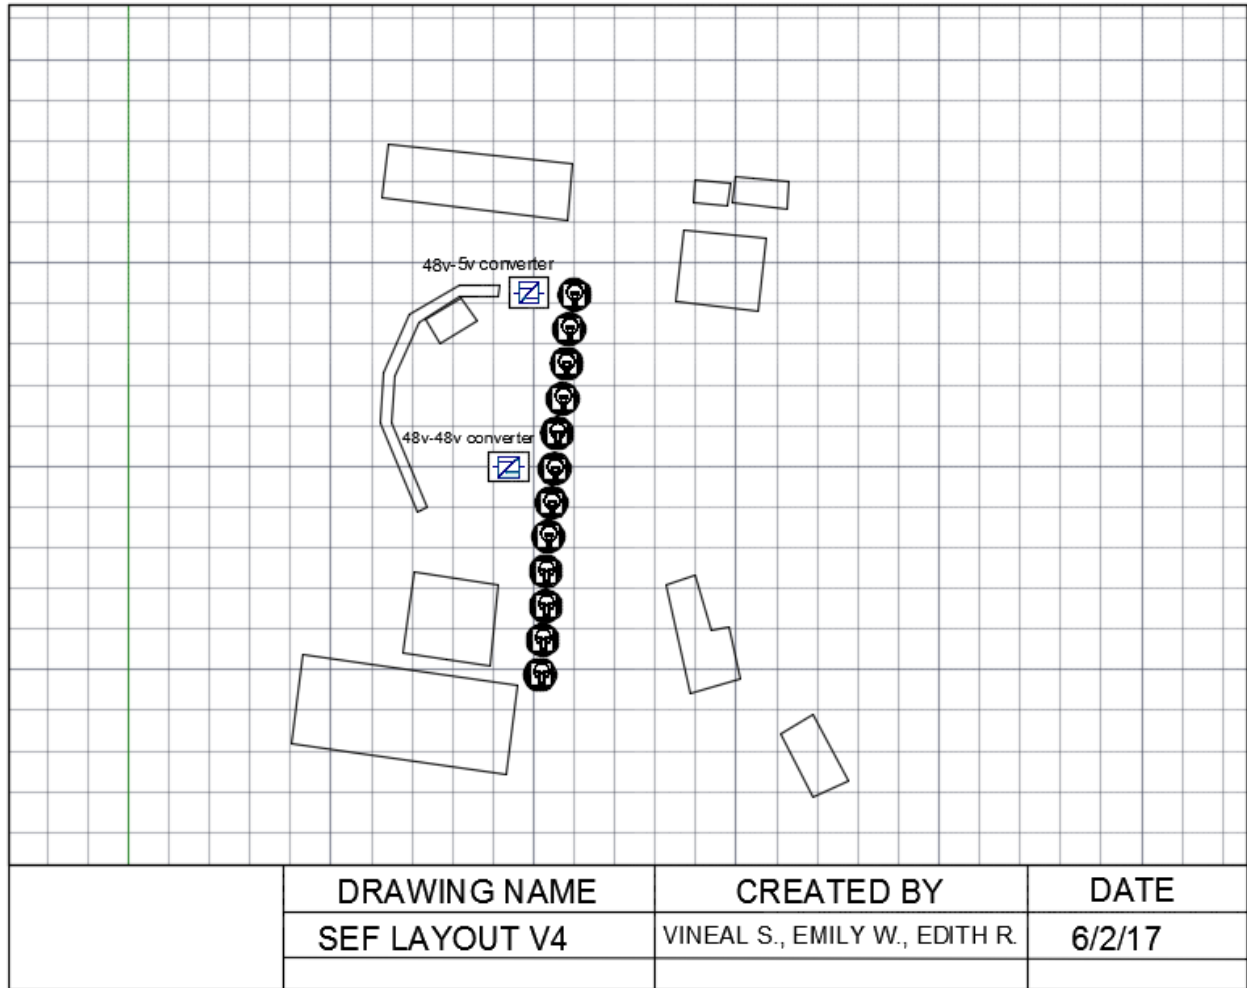 48v-5v converter
48v-48v converter
DRAWING NAME
CREATED BY
DATE
SEF LAYOUT V4
VINEAL S., EMILY W., EDITH R.
6/2/17